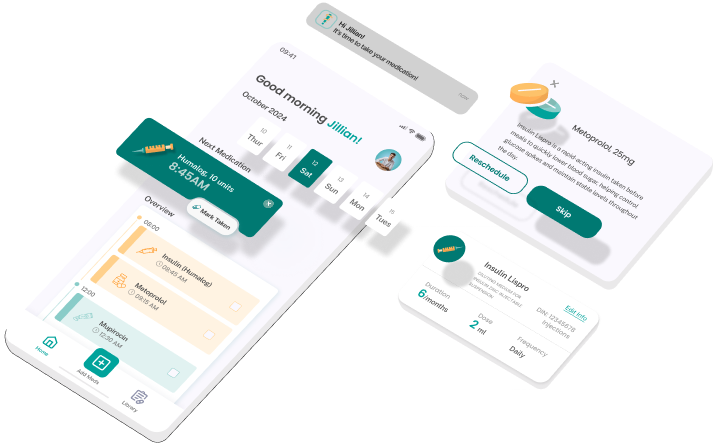 Hi Jillian!
It's time to take your medication!
now
09:41
Good morning Jillian!
October 2024
10
Thur
11
Fri
12
Sat
13
Sun
14
Mon
15
Tues
Next Medication
Humalog, 10 units
8:45AM
Mark Taken
Overview
08:00
Insulin (Humalog)
08:45 AM
Metoprolol
09:15 AM
12:00
Mupirocin
12:30 AM
Home
Add Meds
Library
Metoprolol, 25mg
Insulin Lispro is a rapid-acting insulin taken before
meals to quickly lower blood sugar, helping control
glucose spikes and maintain stable levels throughout
the day.
Reschedule
Skip
Insulin Lispro
INSULIN ZINC INJECTABLE
SUSPENSION
Edit Info
DIN: 12345678
Injections
Duration
6/months
Dose
2 ml
Frequency
Daily